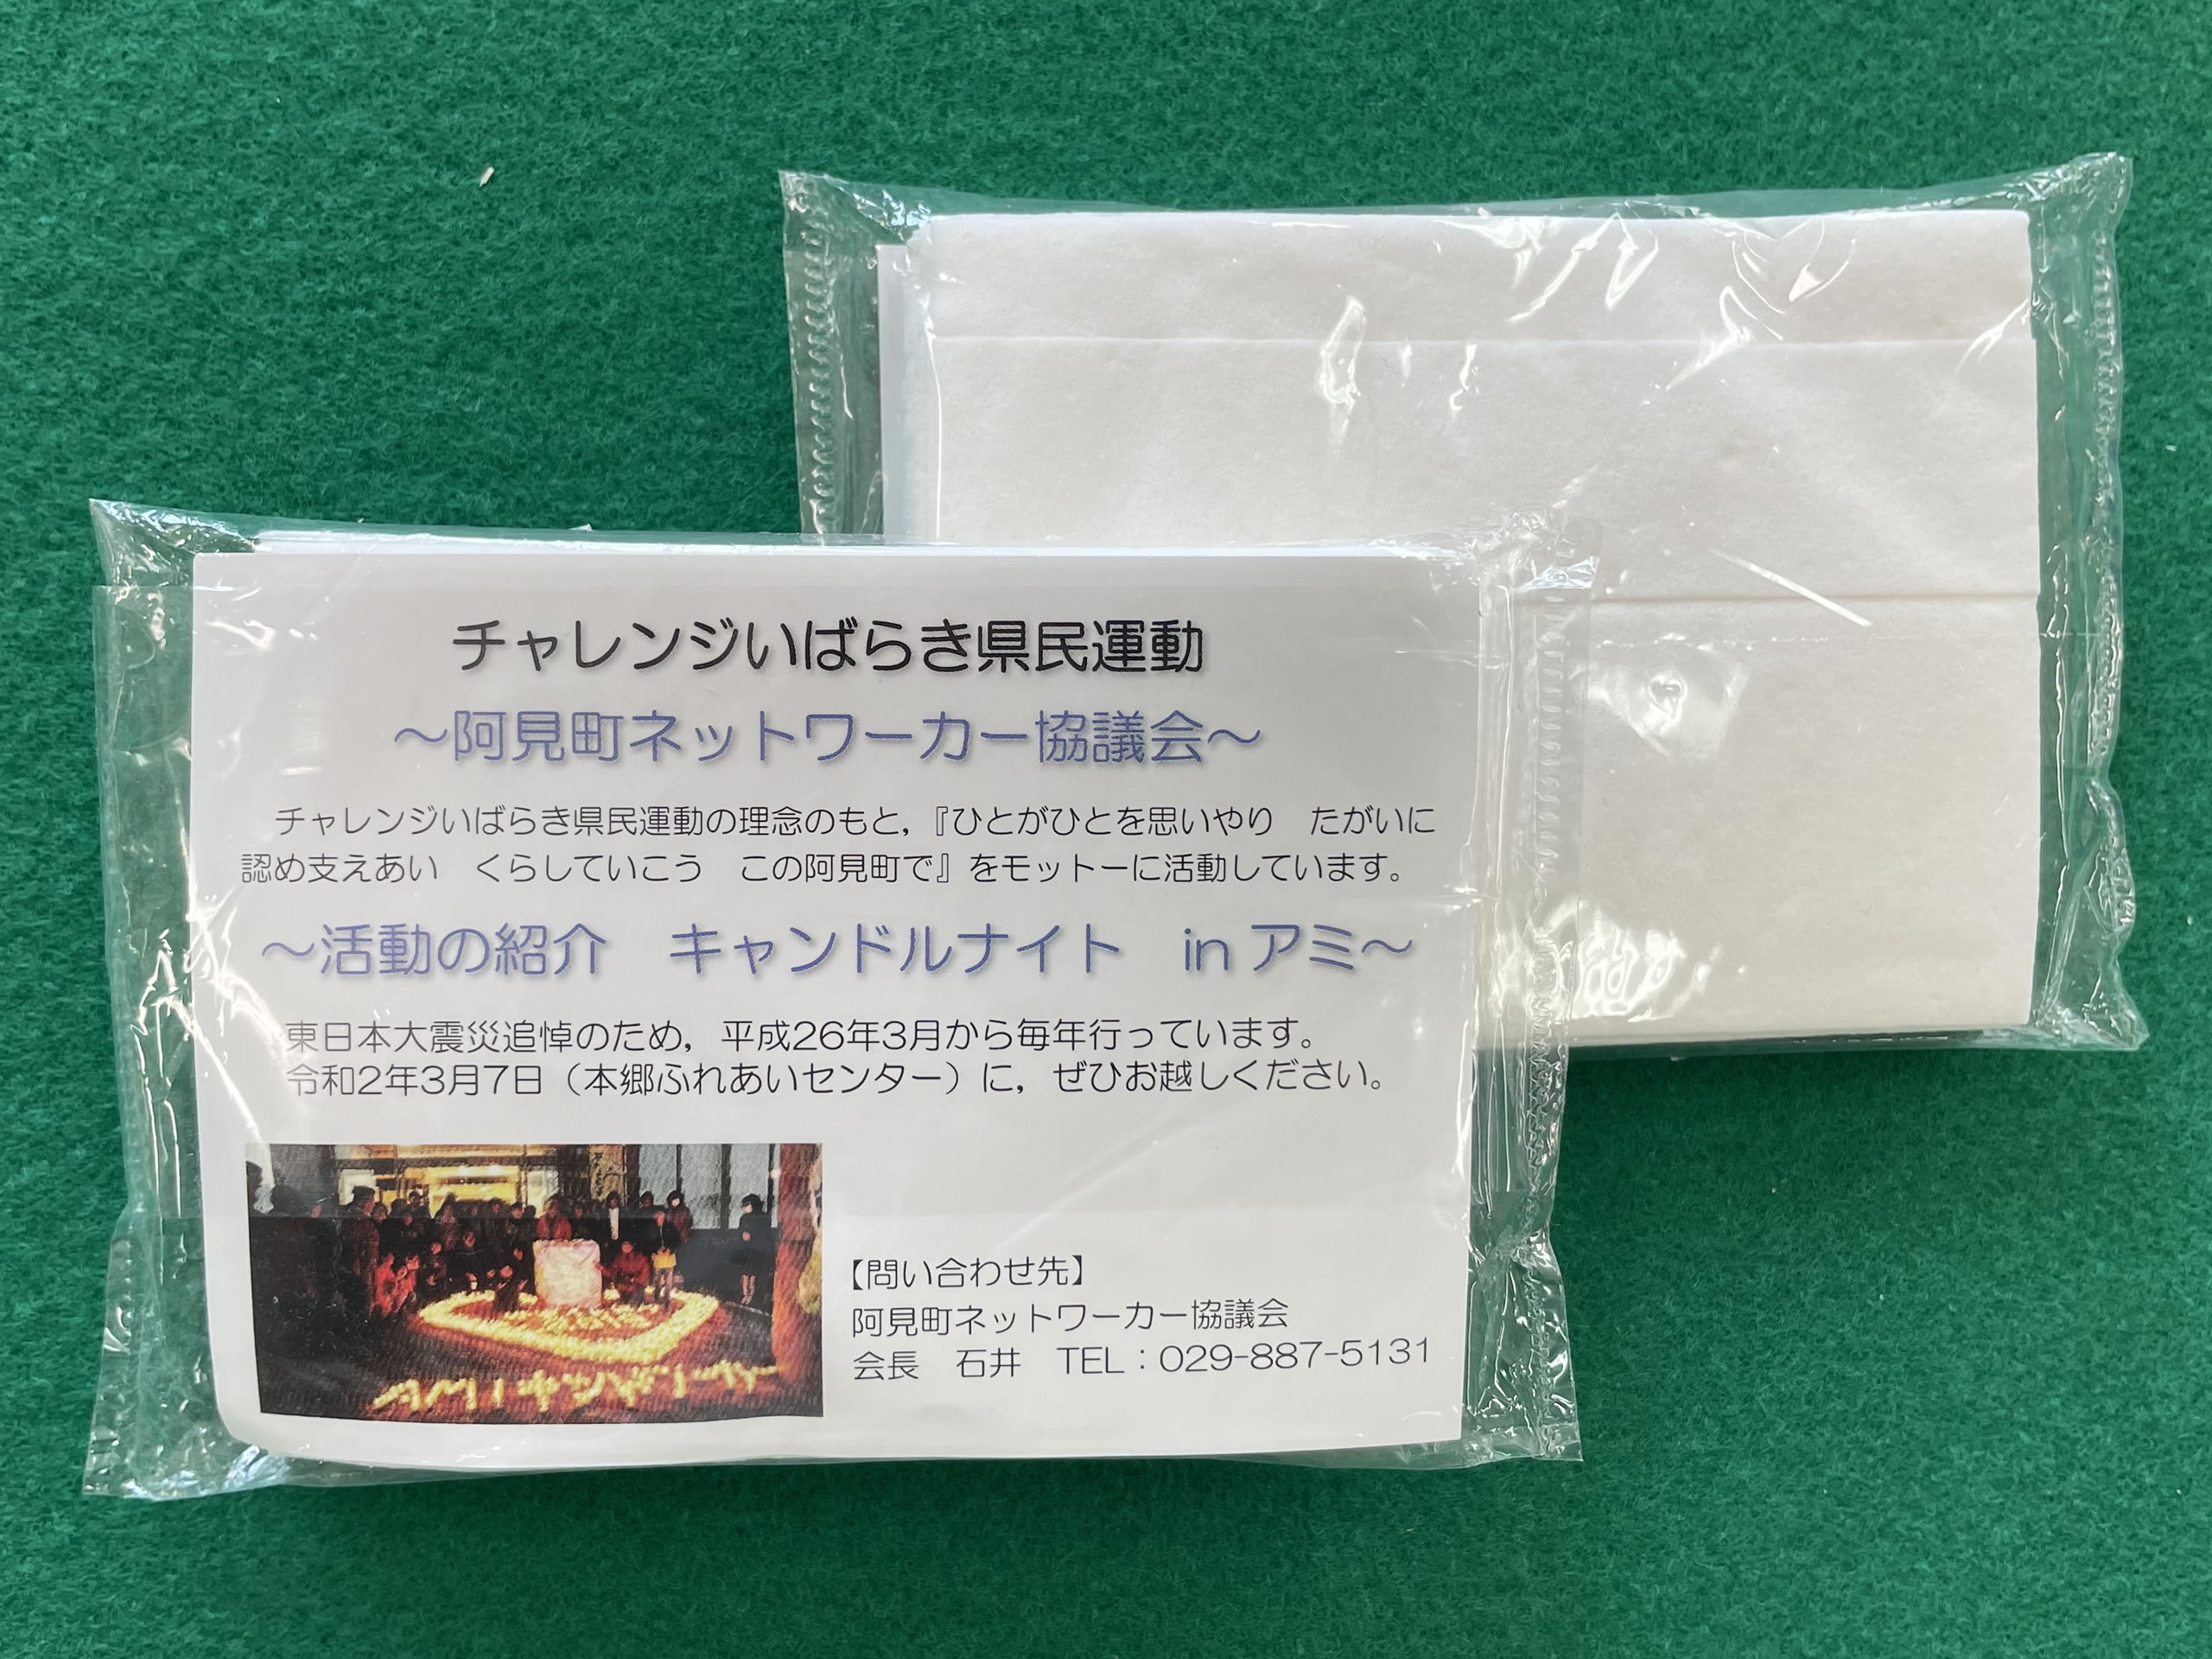 チャレンジいばらき県民運動
～阿見町ネットワーカー協議会～
チャレンジいばらき県民運動の理念のもと，『ひとがひとを思いやり　たがいに
認め支えあい　くらしていこう　この阿見町で』をモットーに活動しています。
～活動の紹介　キャンドルナイト　in アミ～
東日本大震災追悼のため，平成26年3月から毎年行っています。
令和2年3月7日（本郷ふれあいセンター）に，ぜひお越しください。
【問い合わせ先】
阿見町ネットワーカー協議会
会長　石井　TEL：029-887-5131